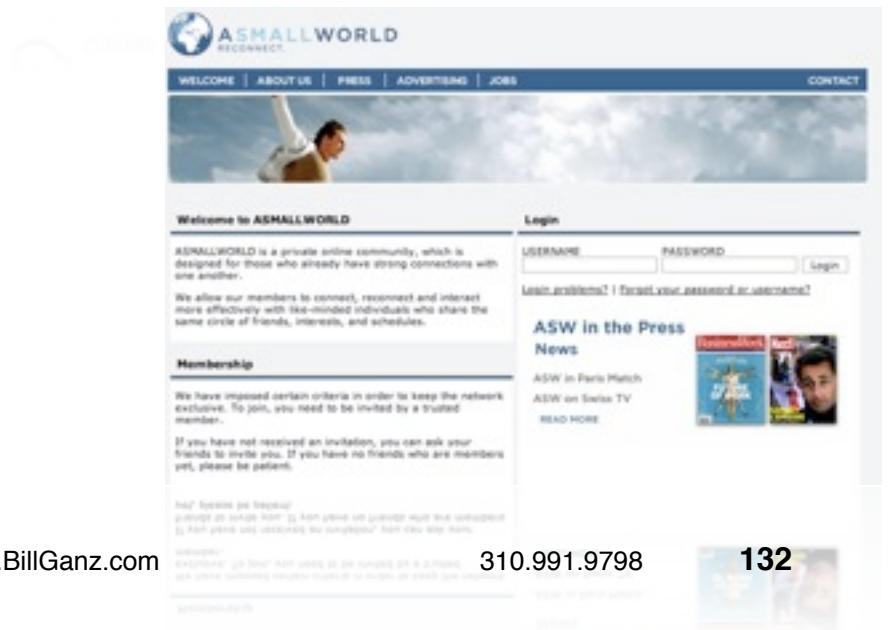 ASMALLWORLD
RECONNECT.
WELCOME | ABOUT US | PRESS | ADVERTISING | JOBS
CONTACT
Welcome to ASMALLWORLD
ASMALLWORLD is a private online community, which is
designed for those who already have strong connections with
one another.
We allow our members to connect, reconnect and interact
more effectively with like-minded individuals who share the
same circle of friends, interests, and schedules.
Membership
We have imposed certain criteria in order to keep the network
exclusive. To join, you need to be invited by a trusted
member.
If you have not received an invitation, you can ask your
friends to invite you. If you have no friends who are members
yet, please be patient.
Login
USERNAME PASSWORD
Login
Login problems? | Forgot your password or username?
ASW in the Press
News
ASW in Paris Match
ASW on Swiss TV
READ MORE
BusinessWeek
THE
FUTURE
OF WORK
.BillGanz.com
310.991.9798
132